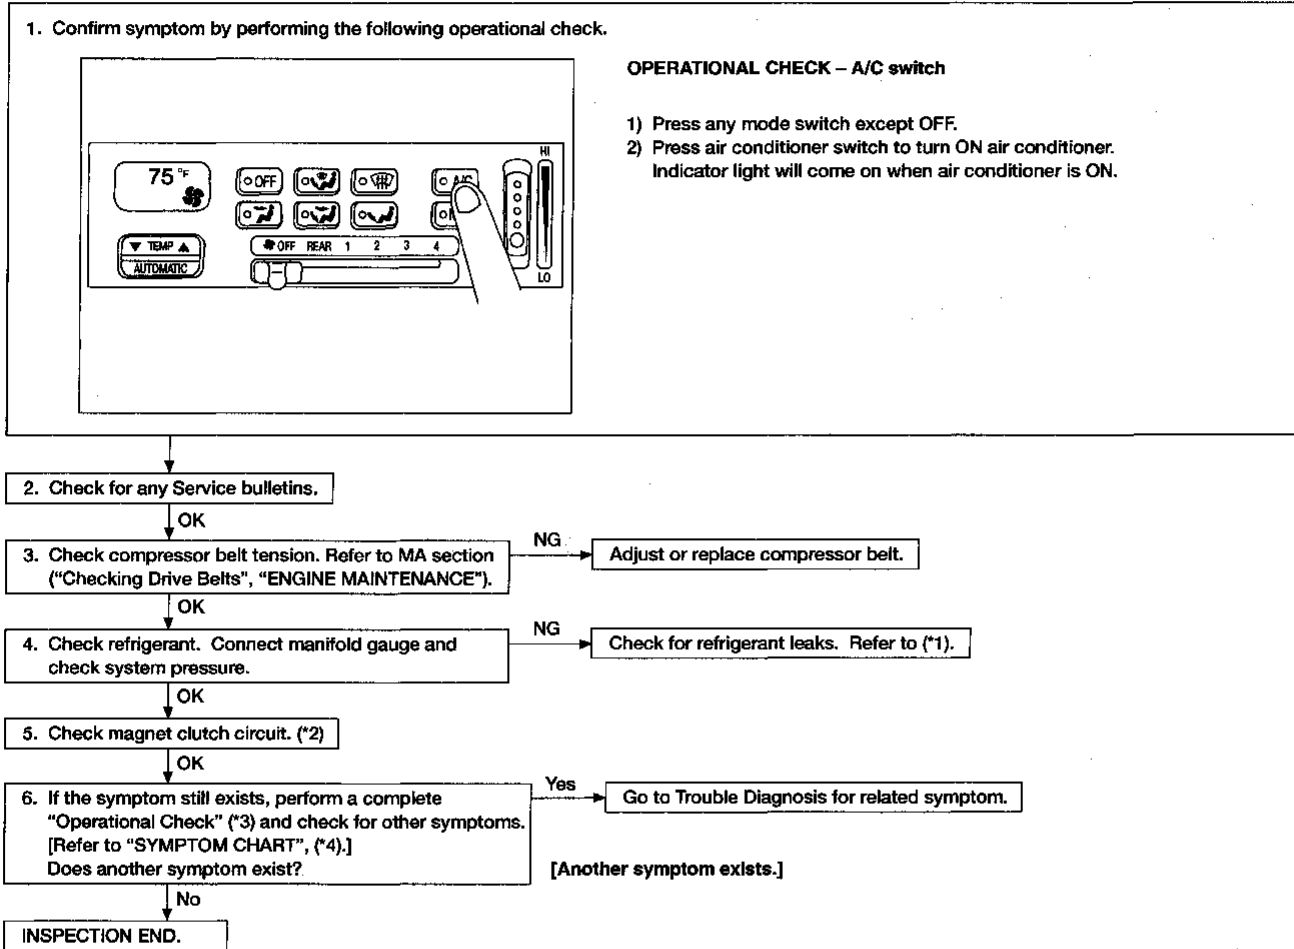 1. Confirm symptom by performing the following operational check.
OPERATIONAL CHECK – A/C switch
1) Press any mode switch except OFF.
2) Press air conditioner switch to turn ON air conditioner.
Indicator light will come on when air conditioner is ON.
75°F
OFF
A/C
HI
TEMP
AUTOMATIC
OFF REAR 1 2 3 4
LO
2. Check for any Service bulletins.
OK
3. Check compressor belt tension. Refer to MA section
("Checking Drive Belts", "ENGINE MAINTENANCE").
NG
Adjust or replace compressor belt.
OK
4. Check refrigerant. Connect manifold gauge and
check system pressure.
NG
Check for refrigerant leaks. Refer to (*1).
OK
5. Check magnet clutch circuit. (*2)
OK
6. If the symptom still exists, perform a complete
"Operational Check" (*3) and check for other symptoms.
[Refer to "SYMPTOM CHART", (*4).]
Does another symptom exist?
Yes
Go to Trouble Diagnosis for related symptom.
[Another symptom exists.]
No
INSPECTION END.